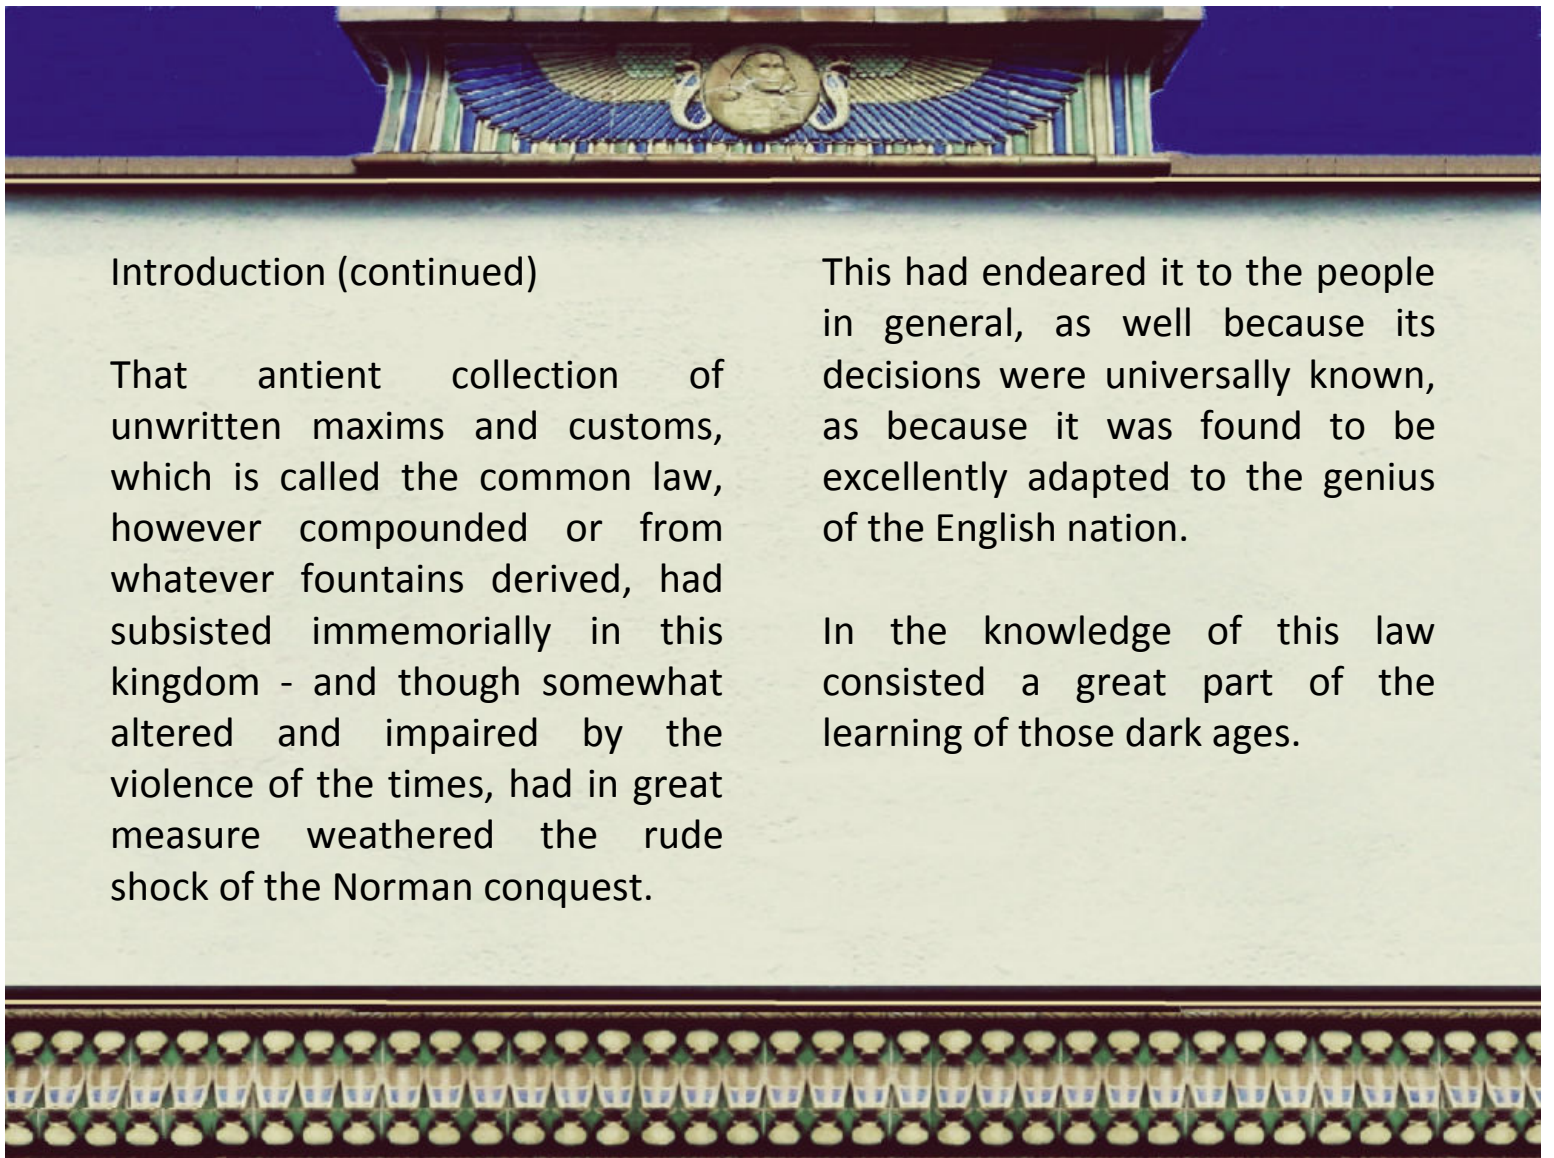 Introduction (continued)
That antient collection of
unwritten maxims and customs,
which is called the common law,
however compounded or from
whatever fountains derived, had
subsisted immemorially in this
kingdom - and though somewhat
altered and impaired by the
violence of the times, had in great
measure weathered the rude
shock of the Norman conquest.
This had endeared it to the people
in general, as well because its
decisions were universally known,
as because it was found to be
excellently adapted to the genius
of the English nation.
In the knowledge of this law
consisted a great part of the
learning of those dark ages.